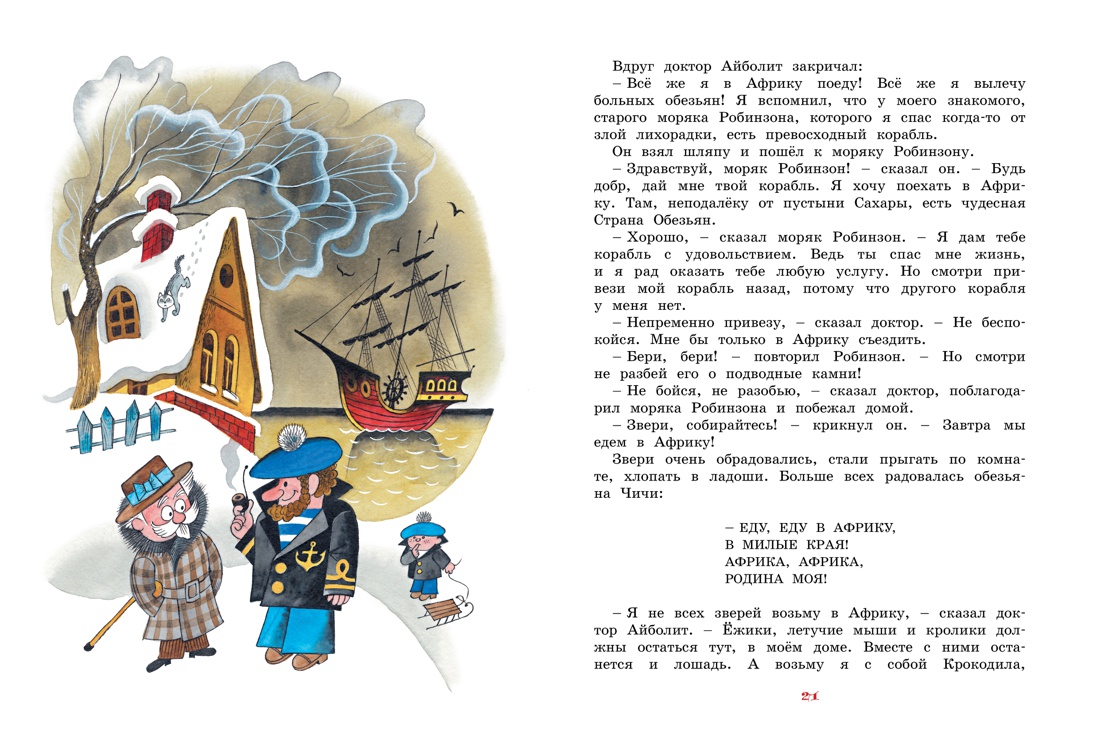 Вдруг доктор Айболит закричал:
– Всё же я в Африку поеду! Всё же я вылечу
больных обезьян! Я вспомнил, что у моего знакомого,
старого моряка Робинзона, которого я спас когда-то от
злой лихорадки, есть превосходный корабль.
Он взял шляпу и пошёл к моряку Робинзону.
– Здравствуй, моряк Робинзон! – сказал он. – Будь
добр, дай мне твой корабль. Я хочу поехать в Афри-
ку. Там, неподалёку от пустыни Сахары, есть чудесная
Страна Обезьян.
– Хорошо, – сказал моряк Робинзон. – Я дам тебе
корабль с удовольствием. Ведь ты спас мне жизнь,
и я рад оказать тебе любую услугу. Но смотри при-
вези мой корабль назад, потому что другого корабля
у меня нет.
– Непременно привезу, – сказал доктор. – Не беспо-
койся. Мне бы только в Африку съездить.
– Бери, бери! – повторил Робинзон. – Но смотри
не разбей его о подводные камни!
– Не бойся, не разобью, – сказал доктор, поблагода-
рил моряка Робинзона и побежал домой.
– Звери, собирайтесь! – крикнул он. – Завтра мы
едем в Африку!
Звери очень обрадовались, стали прыгать по комна-
те, хлопать в ладоши. Больше всех радовалась обезья-
на Чичи:
– ЕДУ, ЕДУ В АФРИКУ,
В МИЛЫЕ КРАЯ!
АФРИКА, АФРИКА,
РОДИНА МОЯ!
– Я не всех зверей возьму в Африку, – сказал док-
тор Айболит. – Ёжики, летучие мыши и кролики дол-
жны остаться тут, в моём доме. Вместе с ними оста-
нется и лошадь. А возьму я с собой Крокодила,
21